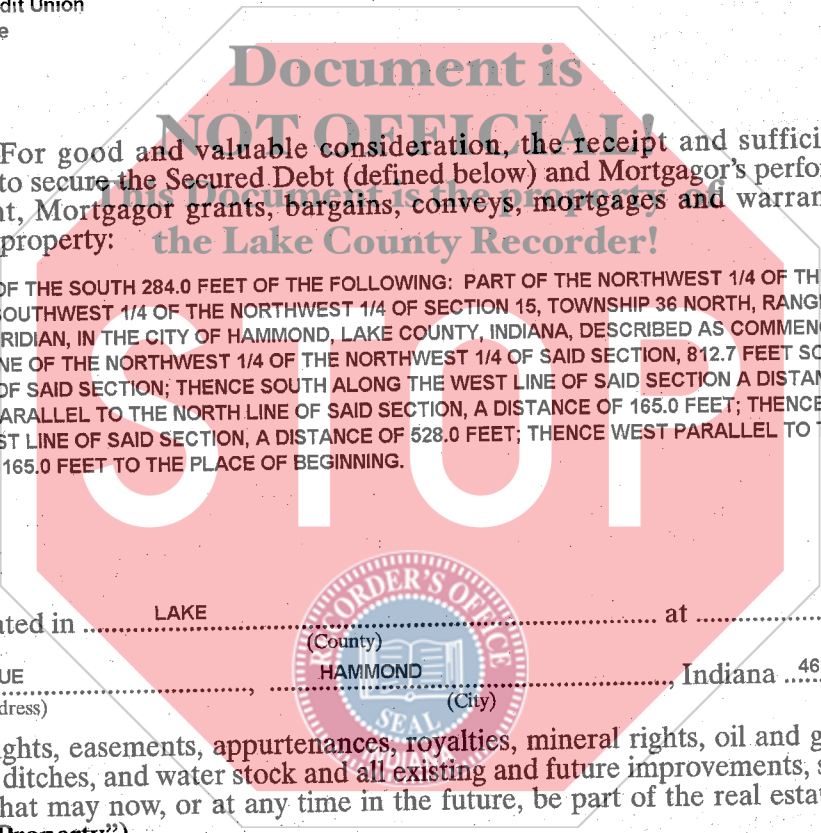 dit Union
e
Document is
NOT OFFICIAL!
For good and valuable consideration, the receipt and suffici
to secure the Secured Debt (defined below) and Mortgagor's perfo
This Document is the property of
t, Mortgagor grants, bargains, conveys, mortgages and warran
property:
the Lake County Recorder!
OF THE SOUTH 284.0 FEET OF THE FOLLOWING: PART OF THE NORTHWEST 1/4 OF TH
SOUTHWEST 1/4 OF THE NORTHWEST 1/4 OF SECTION 15, TOWNSHIP 36 NORTH, RANG
RIDIAN, IN THE CITY OF HAMMOND, LAKE COUNTY, INDIANA, DESCRIBED AS COMMEN
NE OF THE NORTHWEST 1/4 OF THE NORTHWEST 1/4 OF SAID SECTION, 812.7 FEET SO
OF SAID SECTION; THENCE SOUTH ALONG THE WEST LINE OF SAID SECTION A DISTAN
ARALLEL TO THE NORTH LINE OF SAID SECTION, A DISTANCE OF 165.0 FEET; THENCE
ST LINE OF SAID SECTION, A DISTANCE OF 528.0 FEET; THENCE WEST PARALLEL TO T
165.0 FEET TO THE PLACE OF BEGINNING.
STOP
ated in LAKE at
(County)
UE, HAMMOND, Indiana 46
dress) (City)
RECORDER'S OFFICE
SEAL
INDIANA
ghts, easements, appurtenances, royalties, mineral rights, oil and g
ditches, and water stock and all existing and future improvements, s
hat may now, or at any time in the future, be part of the real esta
Property")